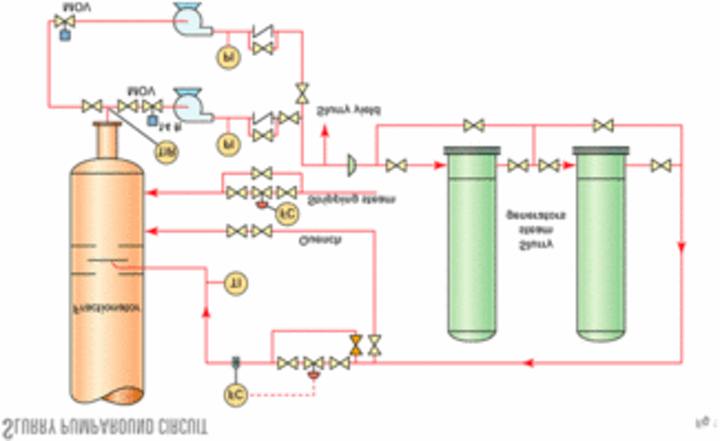 SLURRY PUMPAROUND CIRCUIT
Fig.
FC
Fractionator
TI
Quench
Slurry
steam
generators
FC
Stripping steam
TIR
PI
Slurry yield
14 ft
MOV
PI
MOV